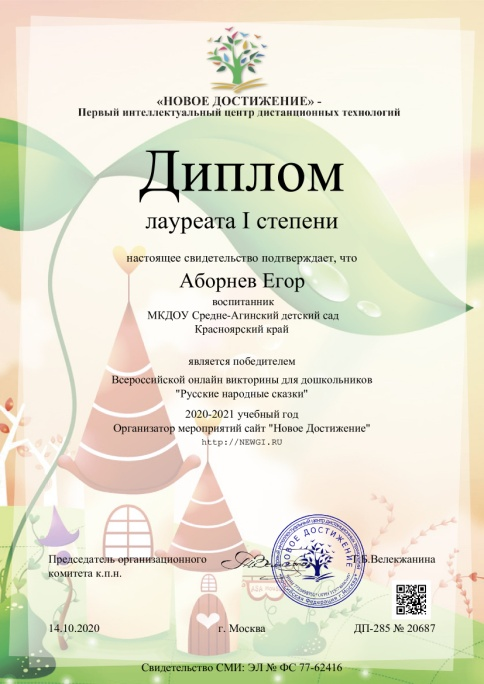 «НОВОЕ ДОСТИЖЕНИЕ» -
Первый интеллектуальный центр дистанционных технологий
Диплом
лауреата I степени
настоящее свидетельство подтверждает, что
Аборнев Егор
воспитанник
МКДОУ Средне-Агинский детский сад
Красноярский край
является победителем
Всероссийской онлайн викторины для дошкольников
"Русские народные сказки"
2020-2021 учебный год
Организатор мероприятий сайт "Новое Достижение"
http://NEWGI.RU
Председатель организационного
комитета к.п.н.
Г.Б.Велекжанина
НОВОЕ ДОСТИЖЕНИЕ
14.10.2020 г. Москва ДП-285 № 20687
Свидетельство СМИ: ЭЛ № ФС 77-62416